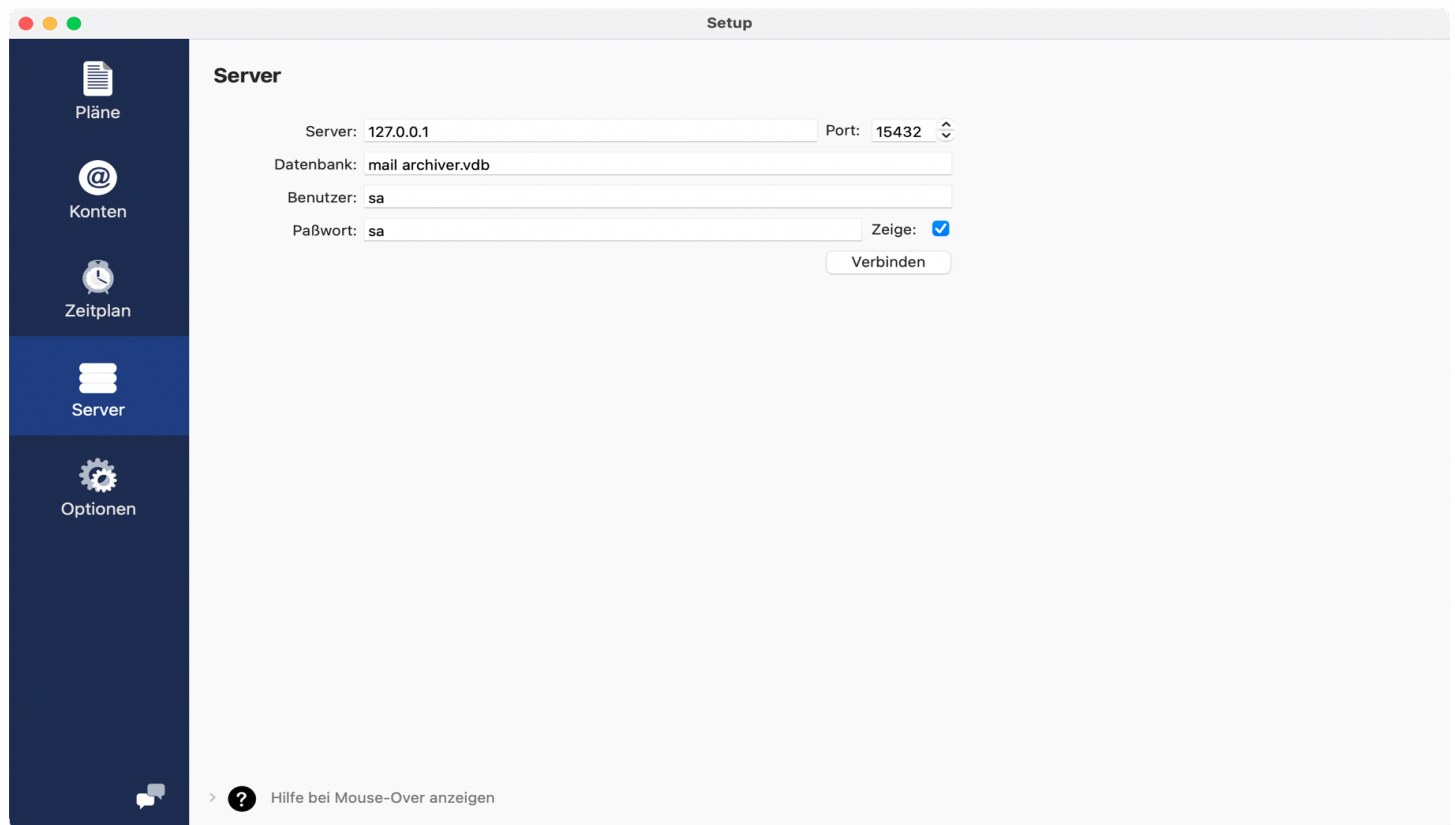 Setup
Pläne
Konten
Zeitplan
Server
Optionen
Server
Server: 127.0.0.1 Port: 15432
Datenbank: mail archiver.vdb
Benutzer: sa
Paßwort: sa Zeige:
Verbinden
? Hilfe bei Mouse-Over anzeigen